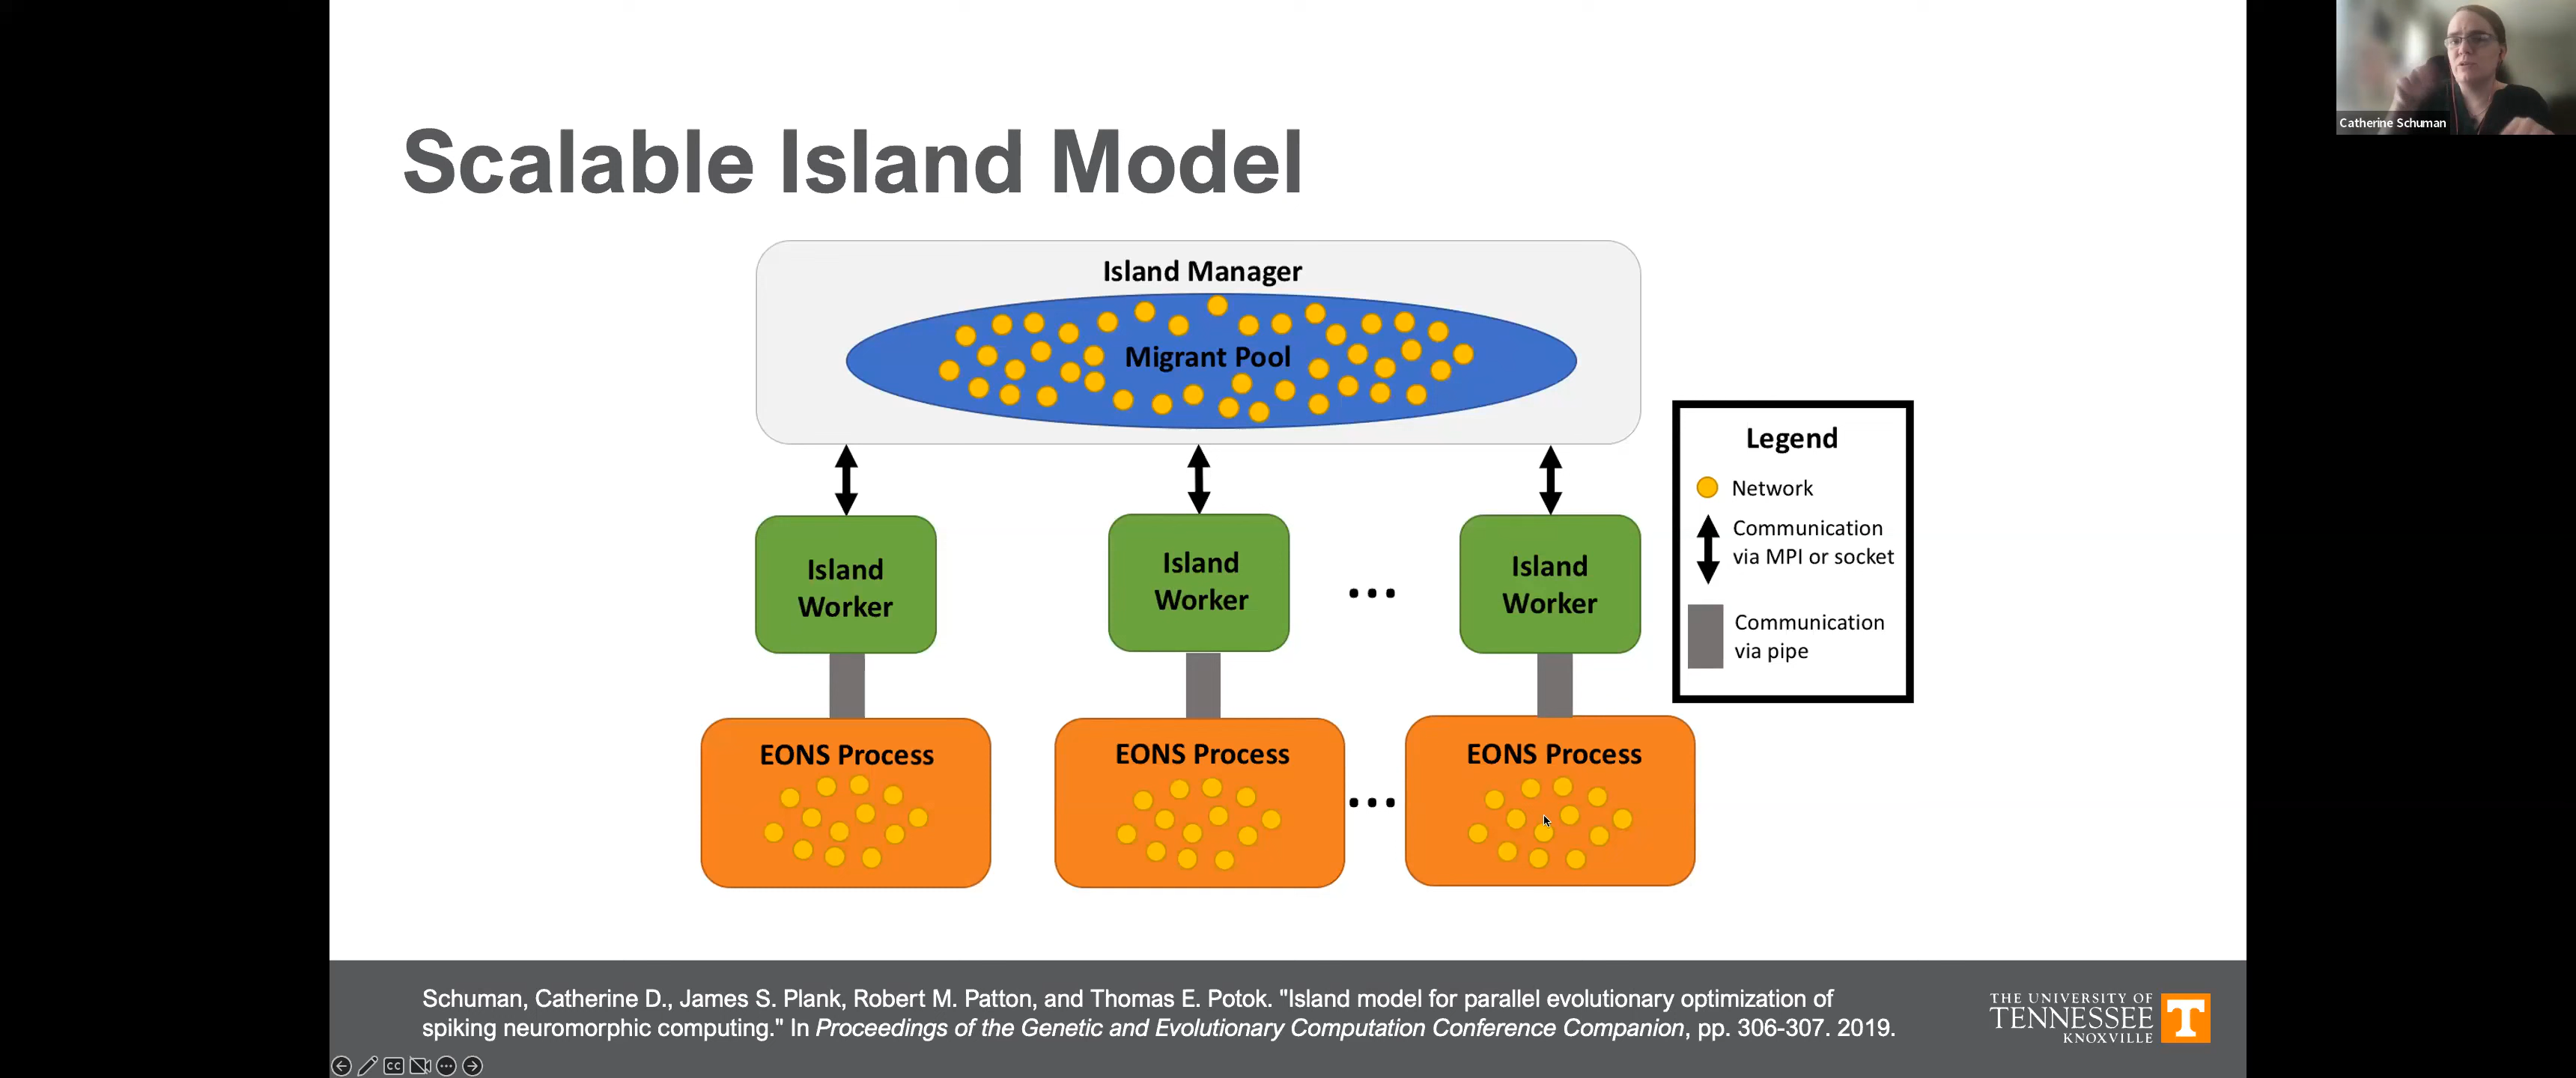 Catherine Schuman
Scalable Island Model
Island Manager
Migrant Pool
Legend
Network
Communication
via MPI or socket
Communication
via pipe
Island
Worker
Island
Worker
...
Island
Worker
EONS Process
EONS Process
...
EONS Process
Schuman, Catherine D., James S. Plank, Robert M. Patton, and Thomas E. Potok. "Island model for parallel evolutionary optimization of
spiking neuromorphic computing." In Proceedings of the Genetic and Evolutionary Computation Conference Companion, pp. 306-307. 2019.
THE UNIVERSITY OF
TENNESSEE
KNOXVILLE
T
CC